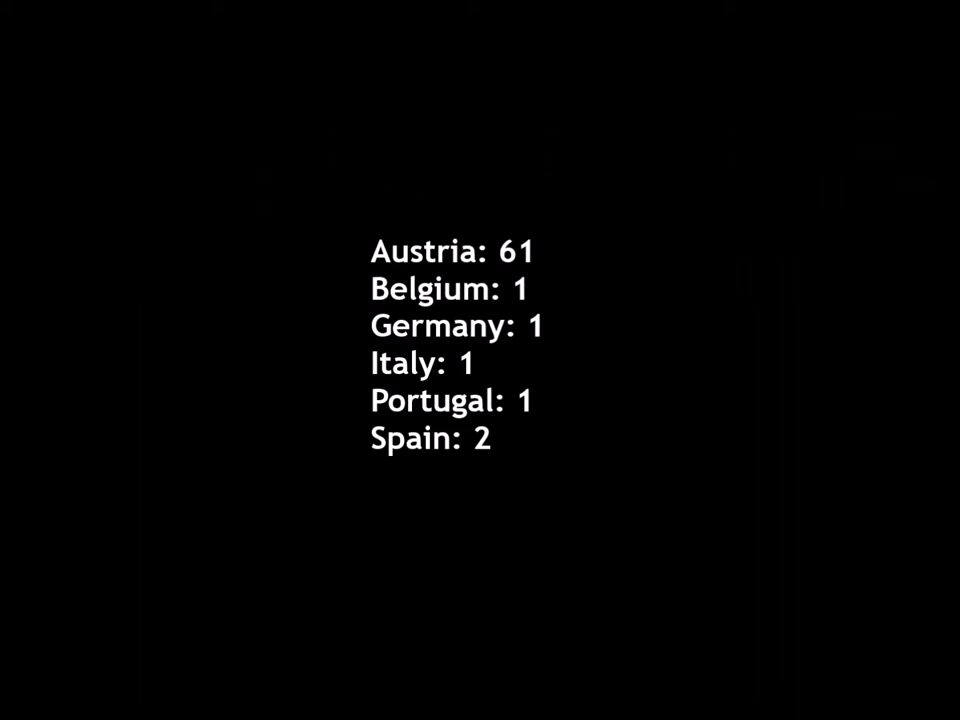 Austria: 61
Belgium: 1
Germany: 1
Italy: 1
Portugal: 1
Spain: 2